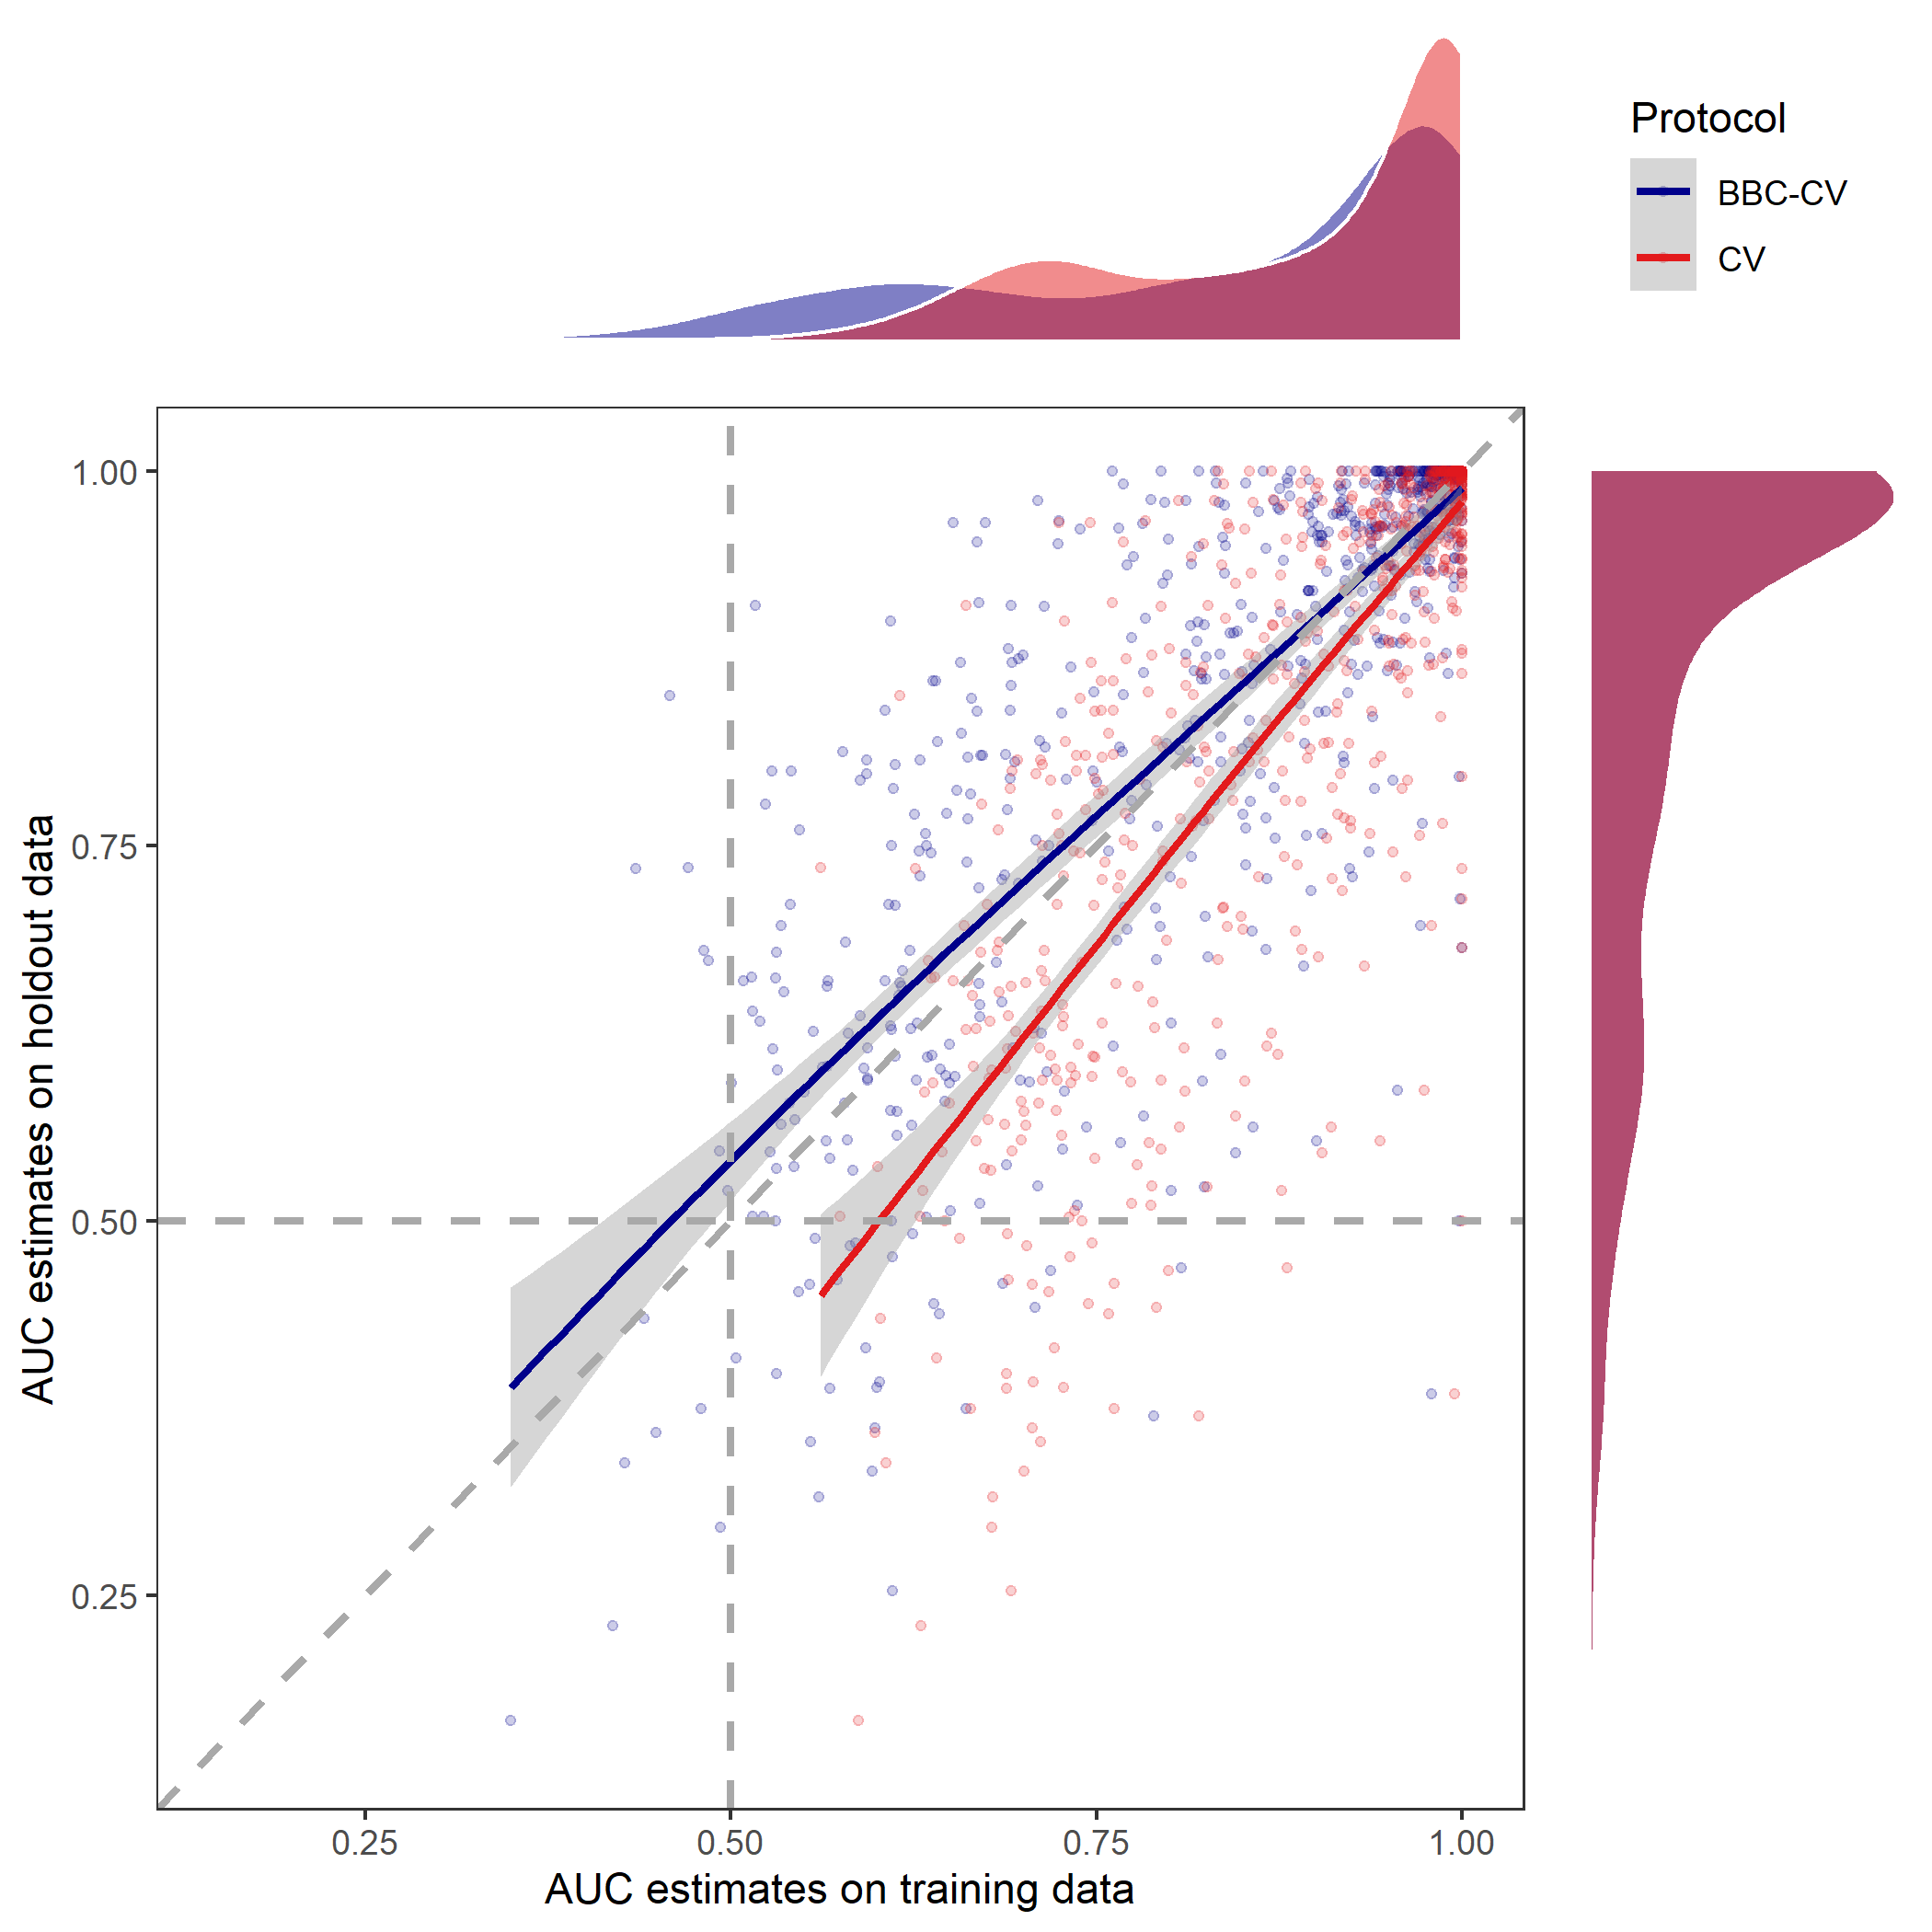 Protocol
BBC-CV
CV
1.00
0.75
0.50
0.25
AUC estimates on holdout data
0.25
0.50
0.75
1.00
AUC estimates on training data